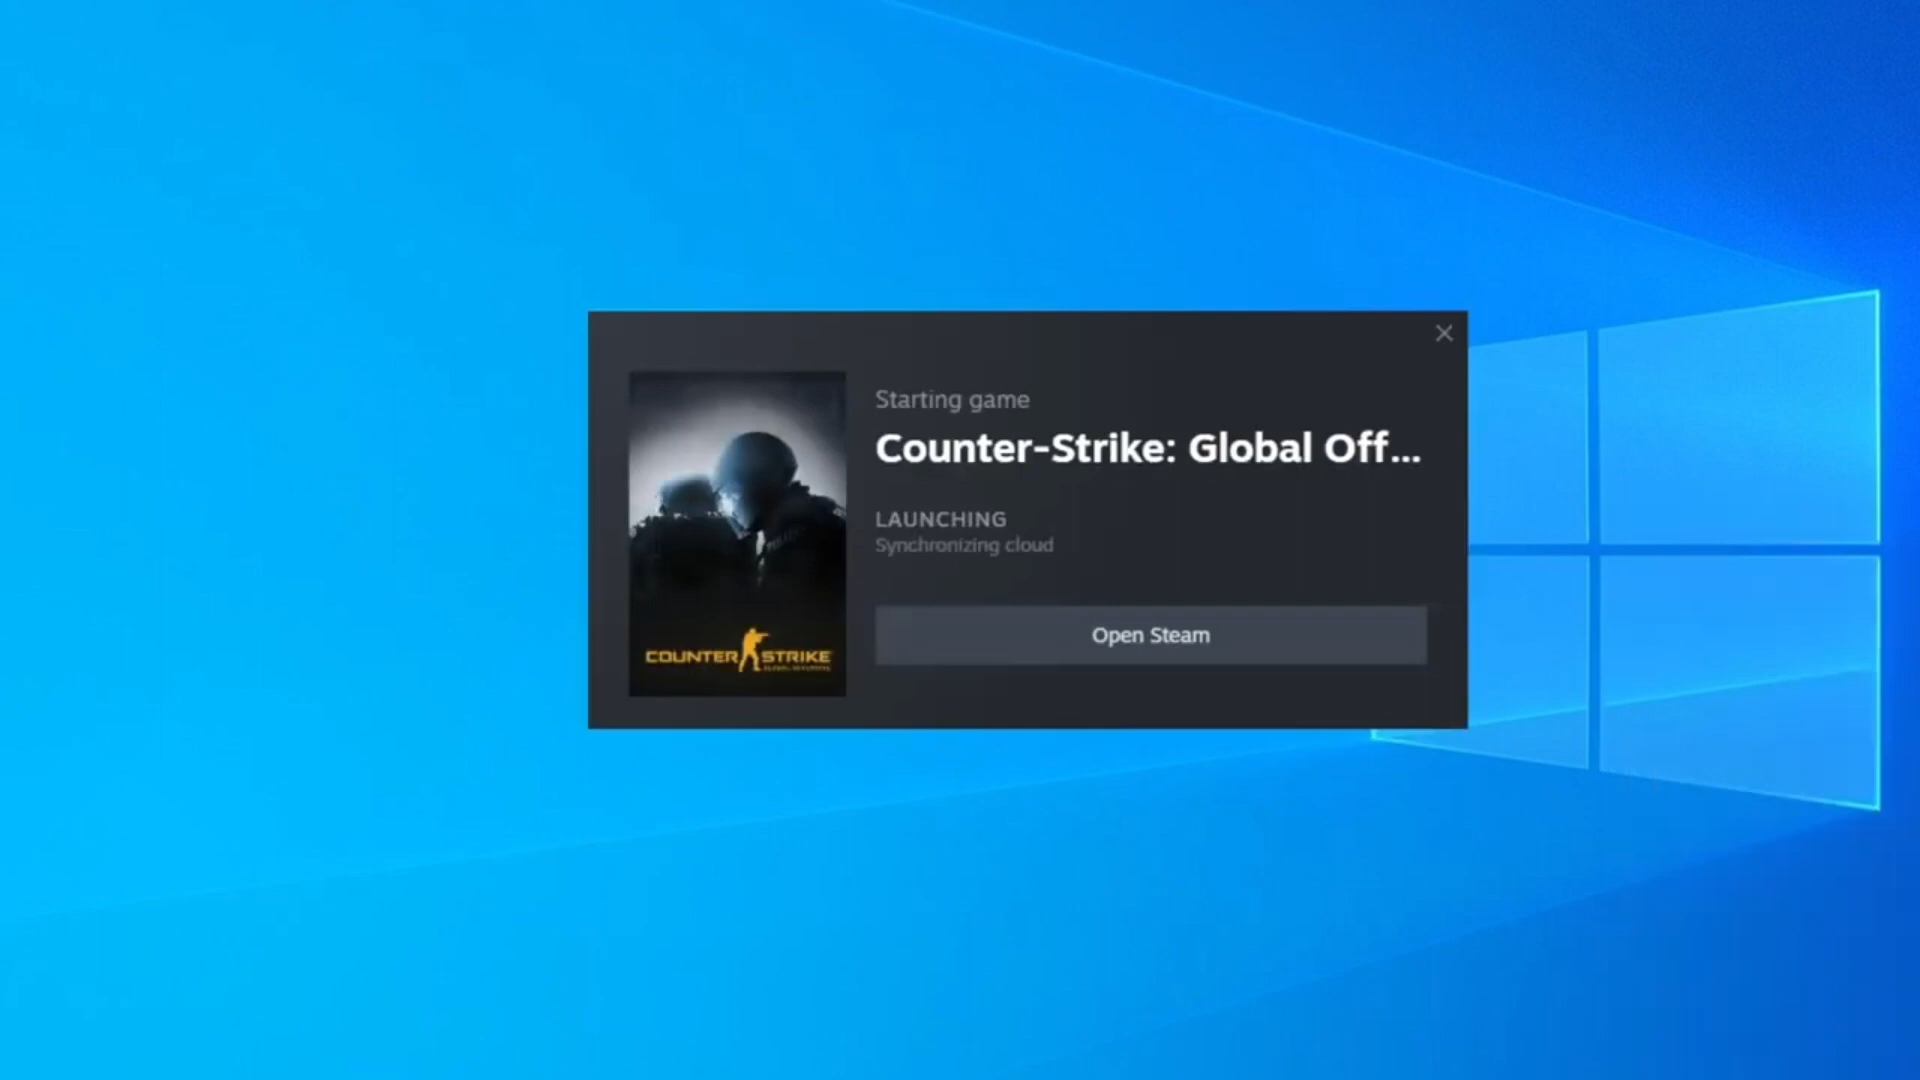 Starting game
Counter-Strike: Global Off...
LAUNCHING
Synchronizing cloud
Open Steam
COUNTER STRIKE